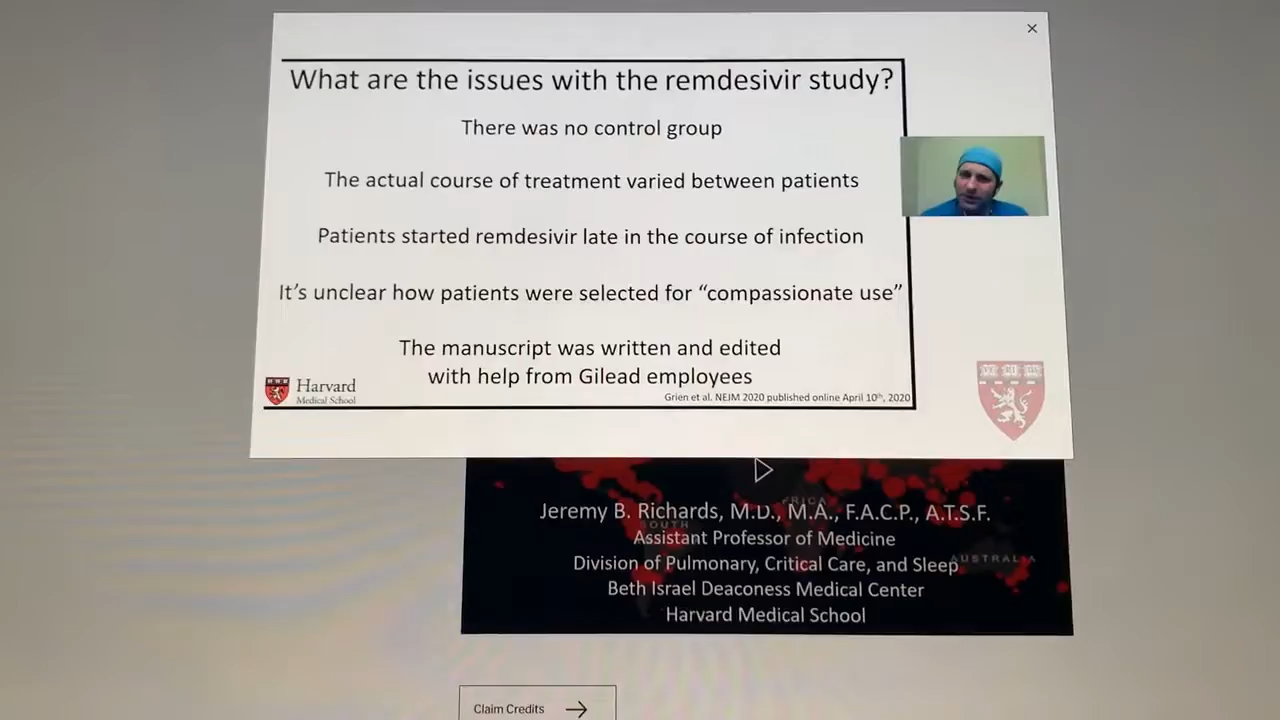 What are the issues with the remdesivir study?
There was no control group
The actual course of treatment varied between patients
Patients started remdesivir late in the course of infection
It's unclear how patients were selected for “compassionate use”
The manuscript was written and edited
with help from Gilead employees
Harvard
Medical School
Grien et al. NEJM 2020 published online April 10th, 2020
Jeremy B. Richards, M.D., M.A., F.A.C.P., A.T.S.F.
Assistant Professor of Medicine
Division of Pulmonary, Critical Care, and Sleep
AUSTRALIA
Beth Israel Deaconess Medical Center
Harvard Medical School
Claim Credits